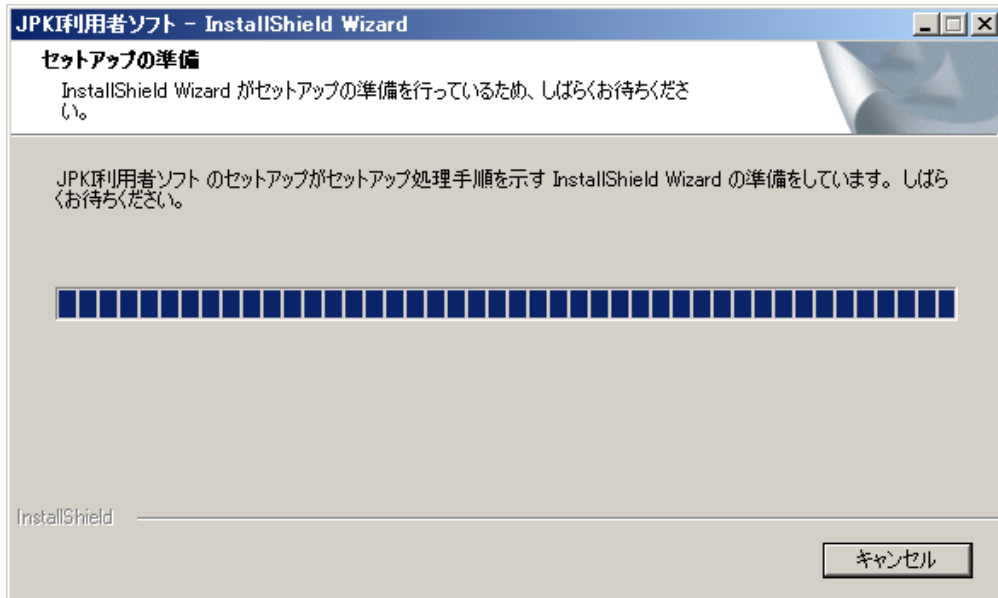 JPKI利用者ソフト - InstallShield Wizard
セットアップの準備
InstallShield Wizard がセットアップの準備を行っているため、しばらくお待ちくださ
い。
JPKI利用者ソフト のセットアップがセットアップ処理手順を示す InstallShield Wizard の準備をしています。しばら
くお待ちください。
InstallShield
キャンセル